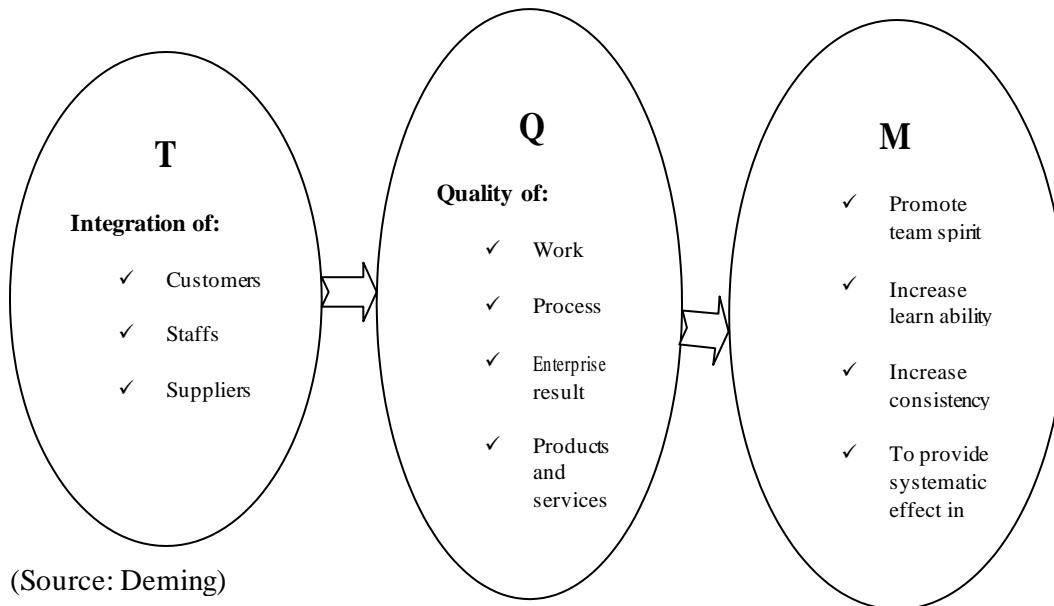 T
Integration of:
✓ Customers
✓ Staffs
✓ Suppliers
Q
Quality of:
✓ Work
✓ Process
✓ Enterprise
result
✓ Products
and
services
M
✓ Promote
team spirit
✓ Increase
learn ability
✓ Increase
consistency
✓ To provide
systematic
effect in
(Source: Deming)